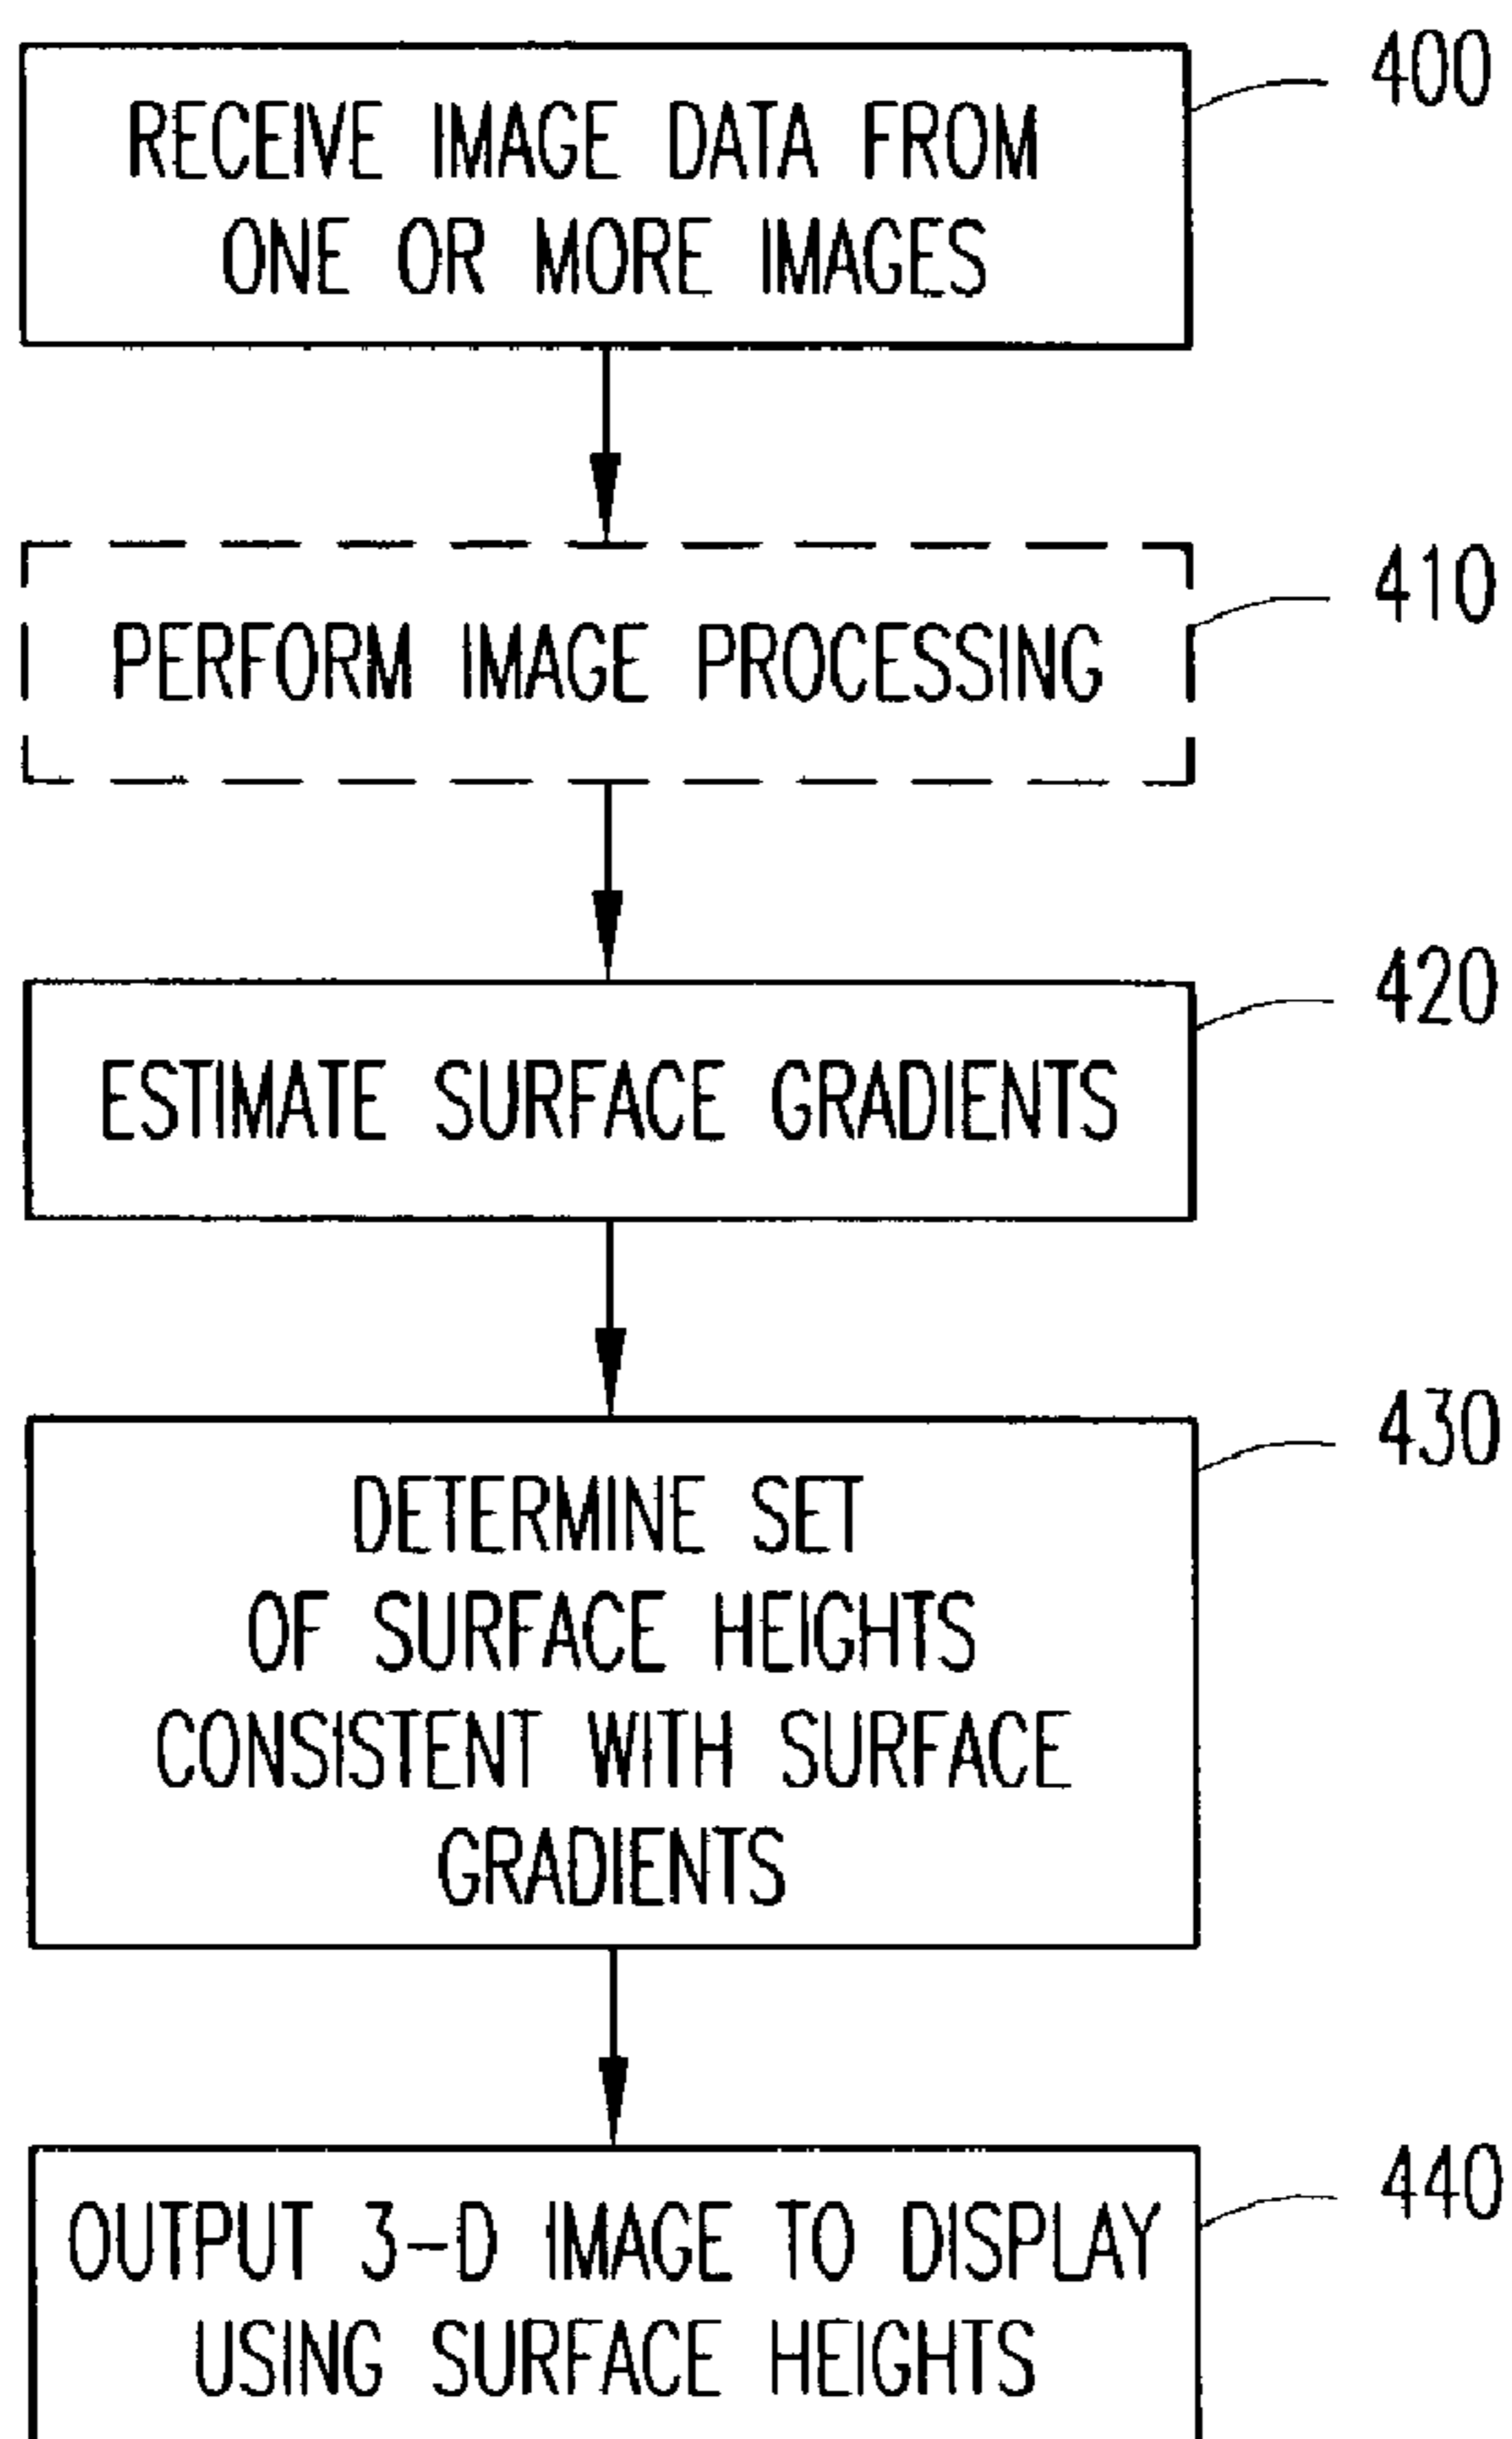 400
RECEIVE IMAGE DATA FROM
ONE OR MORE IMAGES
410
PERFORM IMAGE PROCESSING
420
ESTIMATE SURFACE GRADIENTS
430
DETERMINE SET
OF SURFACE HEIGHTS
CONSISTENT WITH SURFACE
GRADIENTS
440
OUTPUT 3-D IMAGE TO DISPLAY
USING SURFACE HEIGHTS